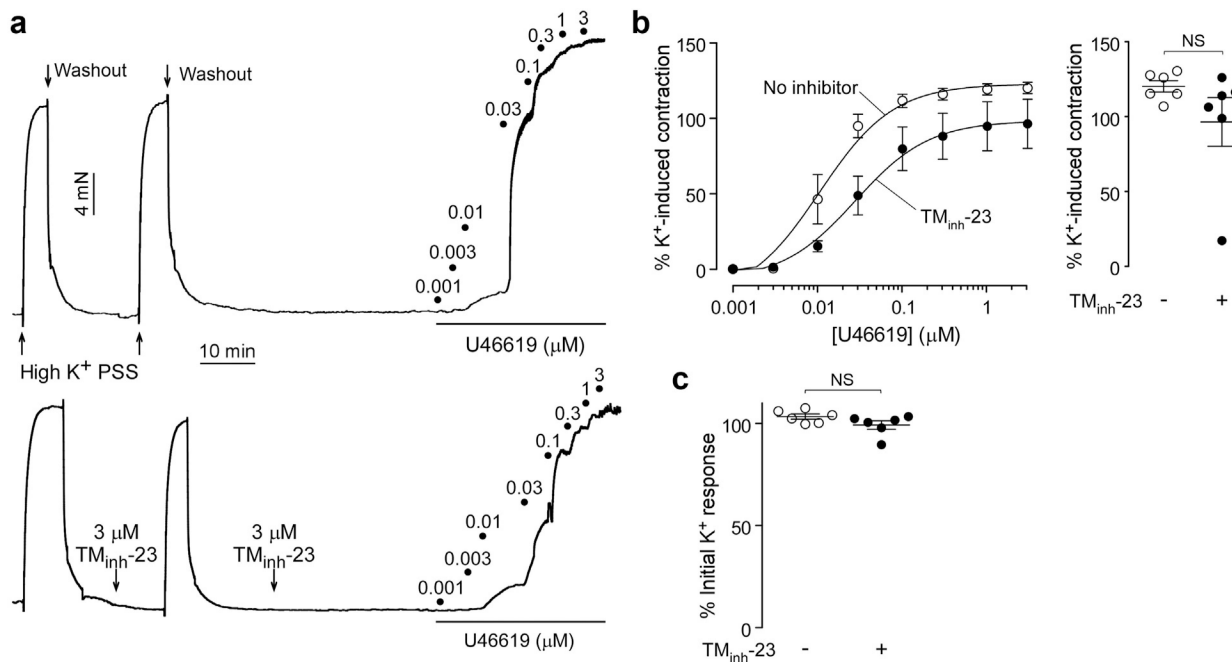 a
Washout
Washout
4 mN
0.001
0.003
0.01
0.03
0.1
0.3
1
3
High K⁺ PSS
10 min
U46619 (μM)
3 μM
TMinh-23
3 μM
TMinh-23
0.001
0.003
0.01
0.03
0.1
0.3
1
3
U46619 (μM)
b
% K⁺-induced contraction
150
100
50
0
No inhibitor
TMinh-23
0.001
0.01
0.1
1
[U46619] (μM)
% K⁺-induced contraction
150
100
50
0
NS
TMinh-23 - +
c
% Initial K⁺ response
100
50
0
NS
TMinh-23 - +